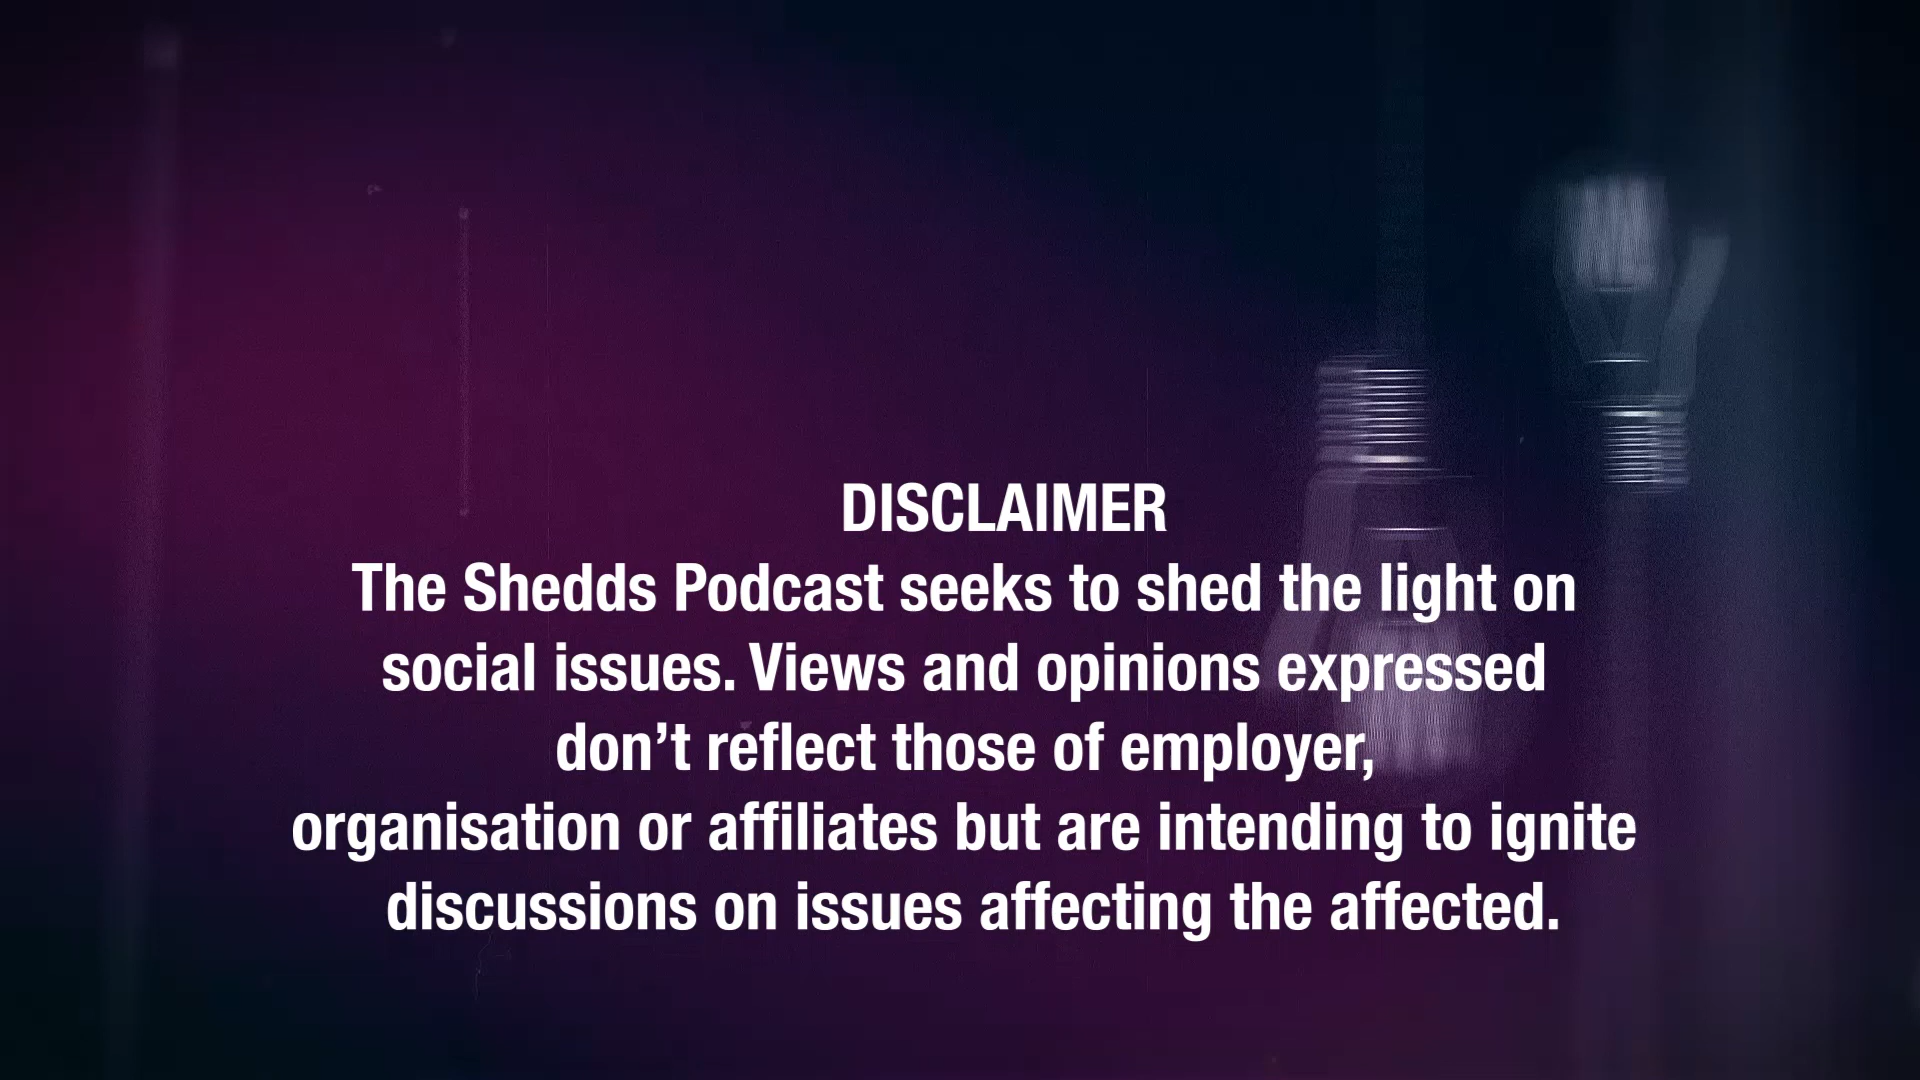 DISCLAIMER
The Shedds Podcast seeks to shed the light on
social issues. Views and opinions expressed
don’t reflect those of employer,
organisation or affiliates but are intending to ignite
discussions on issues affecting the affected.